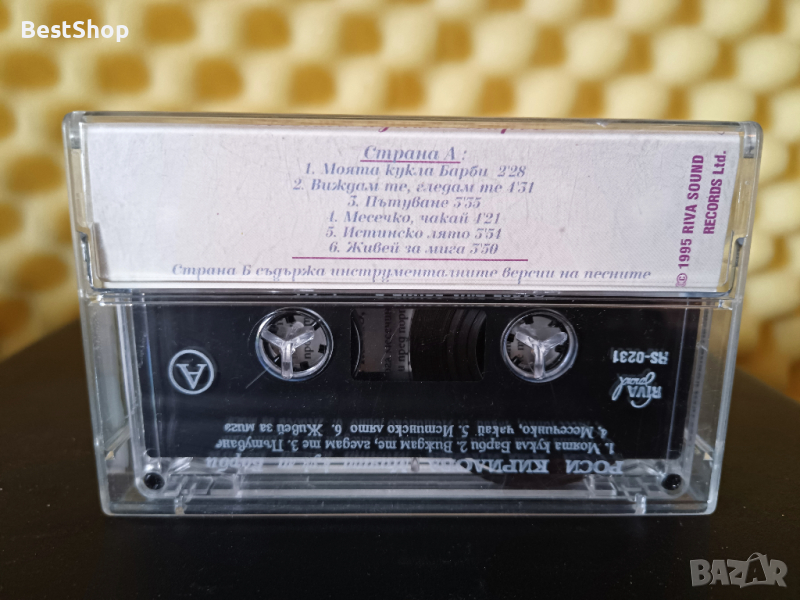 BestShop
Страна А :
1. Моята кукла Барби 2'28
2. Виждам те, гледам те 4'31
3. Пътуване 3'35
4. Месечко, чакай 4'21
5. Истинско лято 3'54
6. Живей за мига 3'50
Страна Б съдържа инструменталните версии на песните
© 1995 RIVA SOUND
RECORDS Ltd.
A
RIVA
sound
RS-0231
РОСИ КИРИЛОВА
1. Моята кукла Барби 2. Виждам те, гледам те 3. Пътуване
4. Месечинко, чакай 5. Истинско лято 6. Живей за мига
BAZAR